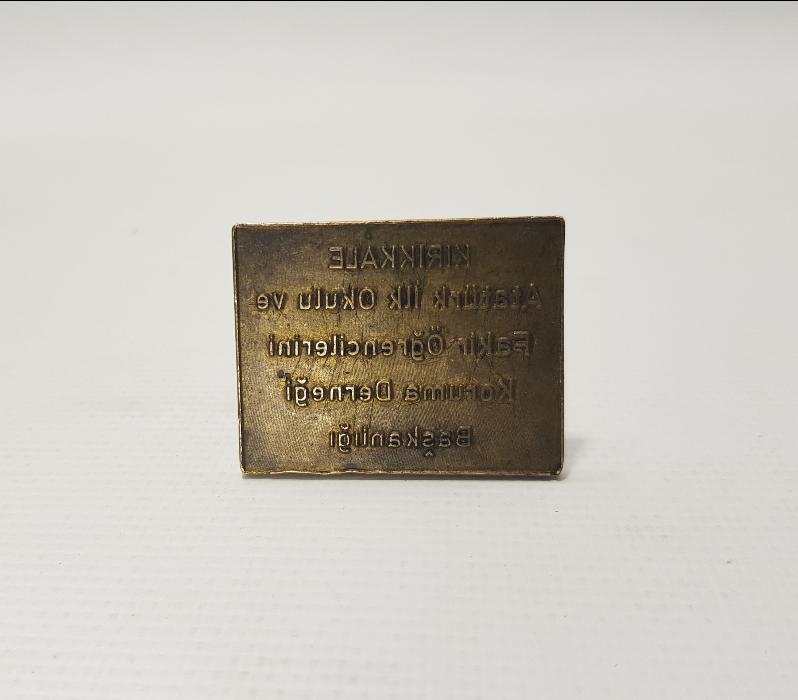 KIRIKKALE
Atatürk İlk Okulu ve
Fakir Öğrencilerini
Koruma Derneği
Başkanlığı